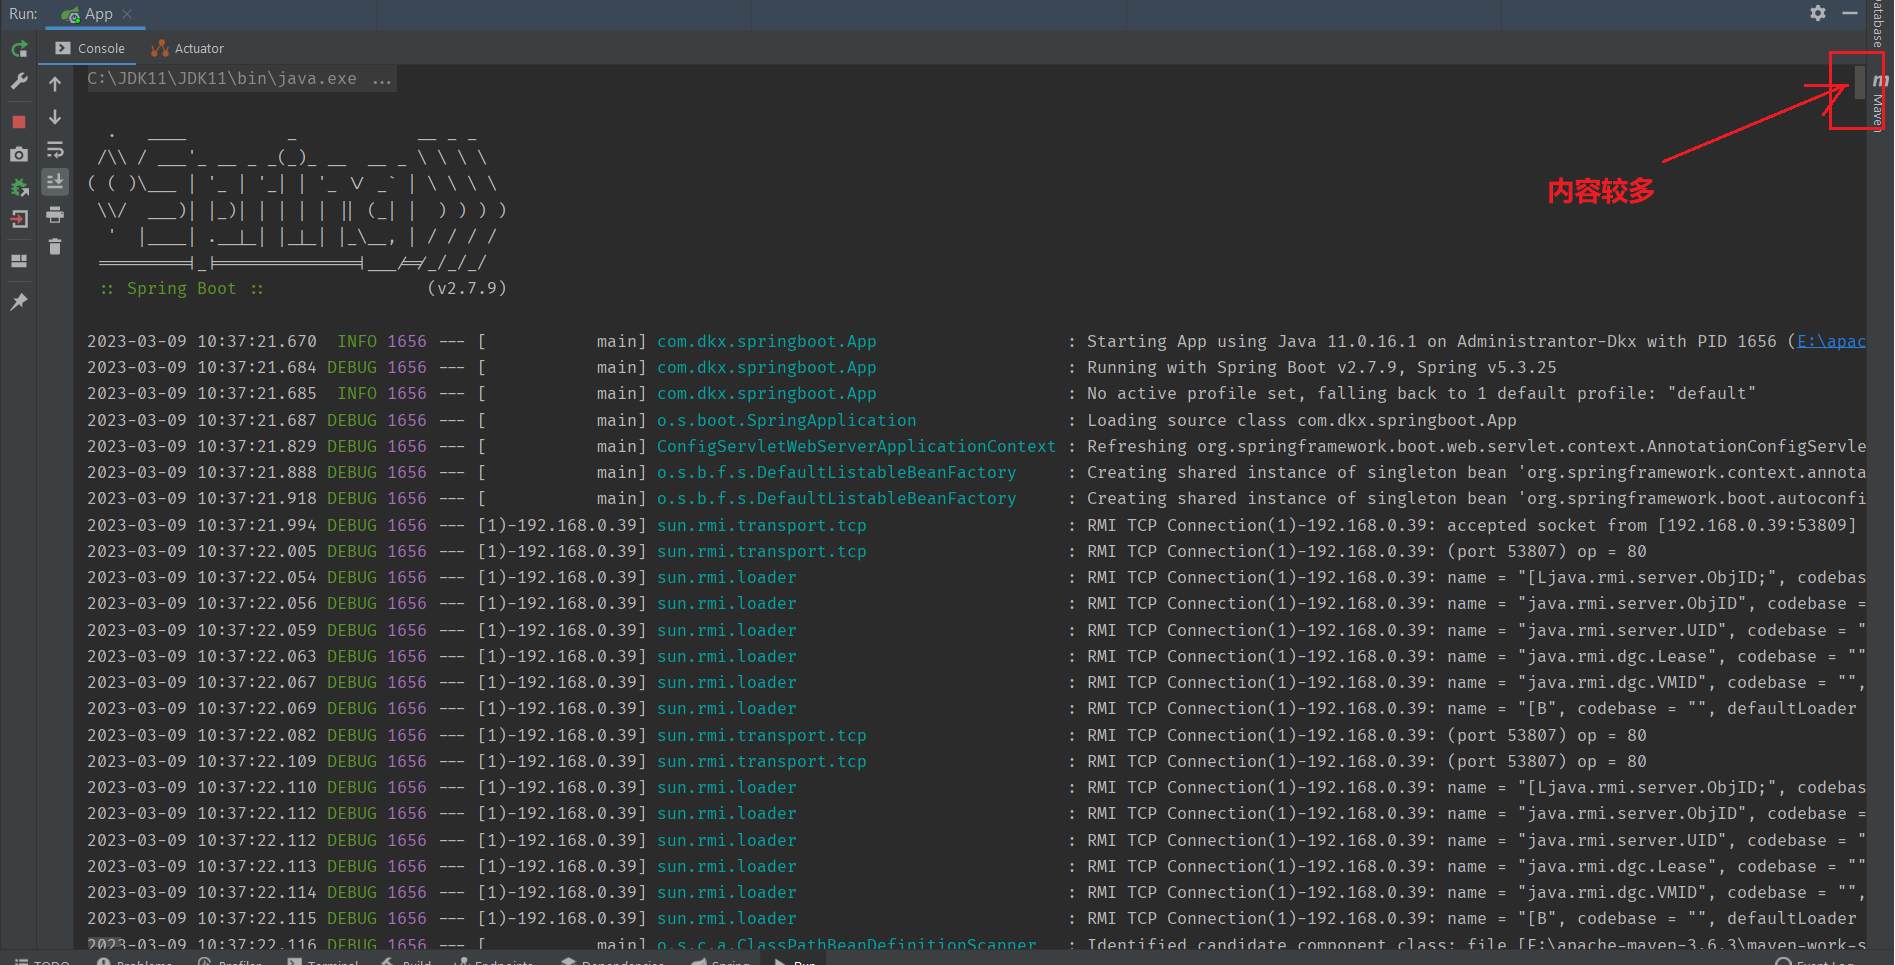 Run: App
Console Actuator
C:\JDK11\JDK11\bin\java.exe ...
:: Spring Boot :: (v2.7.9)
2023-03-09 10:37:21.670 INFO 1656 --- [ main] com.dkx.springboot.App : Starting App using Java 11.0.16.1 on Administrantor-Dkx with PID 1656 (E:\apac
2023-03-09 10:37:21.684 DEBUG 1656 --- [ main] com.dkx.springboot.App : Running with Spring Boot v2.7.9, Spring v5.3.25
2023-03-09 10:37:21.685 INFO 1656 --- [ main] com.dkx.springboot.App : No active profile set, falling back to 1 default profile: "default"
2023-03-09 10:37:21.687 DEBUG 1656 --- [ main] o.s.boot.SpringApplication : Loading source class com.dkx.springboot.App
2023-03-09 10:37:21.829 DEBUG 1656 --- [ main] ConfigServletWebServerApplicationContext : Refreshing org.springframework.boot.web.servlet.context.AnnotationConfigServle
2023-03-09 10:37:21.888 DEBUG 1656 --- [ main] o.s.b.f.s.DefaultListableBeanFactory : Creating shared instance of singleton bean 'org.springframework.context.annota
2023-03-09 10:37:21.918 DEBUG 1656 --- [ main] o.s.b.f.s.DefaultListableBeanFactory : Creating shared instance of singleton bean 'org.springframework.boot.autoconfi
2023-03-09 10:37:21.994 DEBUG 1656 --- [1)-192.168.0.39] sun.rmi.transport.tcp : RMI TCP Connection(1)-192.168.0.39: accepted socket from [192.168.0.39:53809]
2023-03-09 10:37:22.005 DEBUG 1656 --- [1)-192.168.0.39] sun.rmi.transport.tcp : RMI TCP Connection(1)-192.168.0.39: (port 53807) op = 80
2023-03-09 10:37:22.054 DEBUG 1656 --- [1)-192.168.0.39] sun.rmi.loader : RMI TCP Connection(1)-192.168.0.39: name = "[Ljava.rmi.server.ObjID;", codebas
2023-03-09 10:37:22.056 DEBUG 1656 --- [1)-192.168.0.39] sun.rmi.loader : RMI TCP Connection(1)-192.168.0.39: name = "java.rmi.server.ObjID", codebase =
2023-03-09 10:37:22.059 DEBUG 1656 --- [1)-192.168.0.39] sun.rmi.loader : RMI TCP Connection(1)-192.168.0.39: name = "java.rmi.server.UID", codebase = "
2023-03-09 10:37:22.063 DEBUG 1656 --- [1)-192.168.0.39] sun.rmi.loader : RMI TCP Connection(1)-192.168.0.39: name = "java.rmi.dgc.Lease", codebase = ""
2023-03-09 10:37:22.067 DEBUG 1656 --- [1)-192.168.0.39] sun.rmi.loader : RMI TCP Connection(1)-192.168.0.39: name = "java.rmi.dgc.VMID", codebase = "",
2023-03-09 10:37:22.069 DEBUG 1656 --- [1)-192.168.0.39] sun.rmi.loader : RMI TCP Connection(1)-192.168.0.39: name = "[B", codebase = "", defaultLoader
2023-03-09 10:37:22.082 DEBUG 1656 --- [1)-192.168.0.39] sun.rmi.transport.tcp : RMI TCP Connection(1)-192.168.0.39: (port 53807) op = 80
2023-03-09 10:37:22.109 DEBUG 1656 --- [1)-192.168.0.39] sun.rmi.transport.tcp : RMI TCP Connection(1)-192.168.0.39: (port 53807) op = 80
2023-03-09 10:37:22.110 DEBUG 1656 --- [1)-192.168.0.39] sun.rmi.loader : RMI TCP Connection(1)-192.168.0.39: name = "[Ljava.rmi.server.ObjID;", codebas
2023-03-09 10:37:22.112 DEBUG 1656 --- [1)-192.168.0.39] sun.rmi.loader : RMI TCP Connection(1)-192.168.0.39: name = "java.rmi.server.ObjID", codebase =
2023-03-09 10:37:22.112 DEBUG 1656 --- [1)-192.168.0.39] sun.rmi.loader : RMI TCP Connection(1)-192.168.0.39: name = "java.rmi.server.UID", codebase = "
2023-03-09 10:37:22.113 DEBUG 1656 --- [1)-192.168.0.39] sun.rmi.loader : RMI TCP Connection(1)-192.168.0.39: name = "java.rmi.dgc.Lease", codebase = ""
2023-03-09 10:37:22.114 DEBUG 1656 --- [1)-192.168.0.39] sun.rmi.loader : RMI TCP Connection(1)-192.168.0.39: name = "java.rmi.dgc.VMID", codebase = "",
2023-03-09 10:37:22.115 DEBUG 1656 --- [1)-192.168.0.39] sun.rmi.loader : RMI TCP Connection(1)-192.168.0.39: name = "[B", codebase = "", defaultLoader
2023-03-09 10:37:22.116 DEBUG 1656 --- [ main] o.s.c.a.ClassPathBeanDefinitionScanner : Identified candidate component class: file [E:\apache-maven-3.6.3\maven-work-s
内容较多
Database
Maven
TODO Problems Profiler Terminal Build Endpoints Dependencies Spring Run Event Log